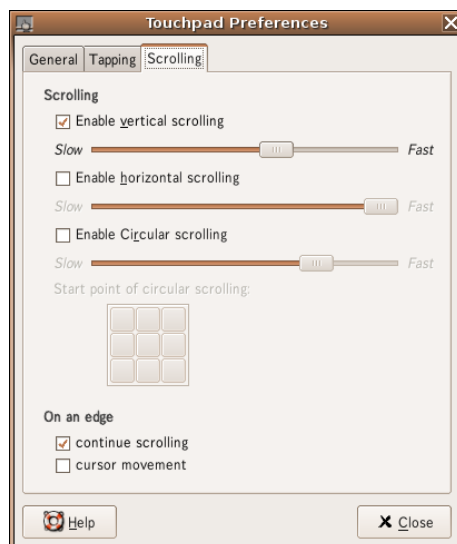 Touchpad Preferences
General Tapping Scrolling
Scrolling
Enable vertical scrolling
Slow Fast
Enable horizontal scrolling
Slow Fast
Enable Circular scrolling
Slow Fast
Start point of circular scrolling:
On an edge
continue scrolling
cursor movement
Help Close